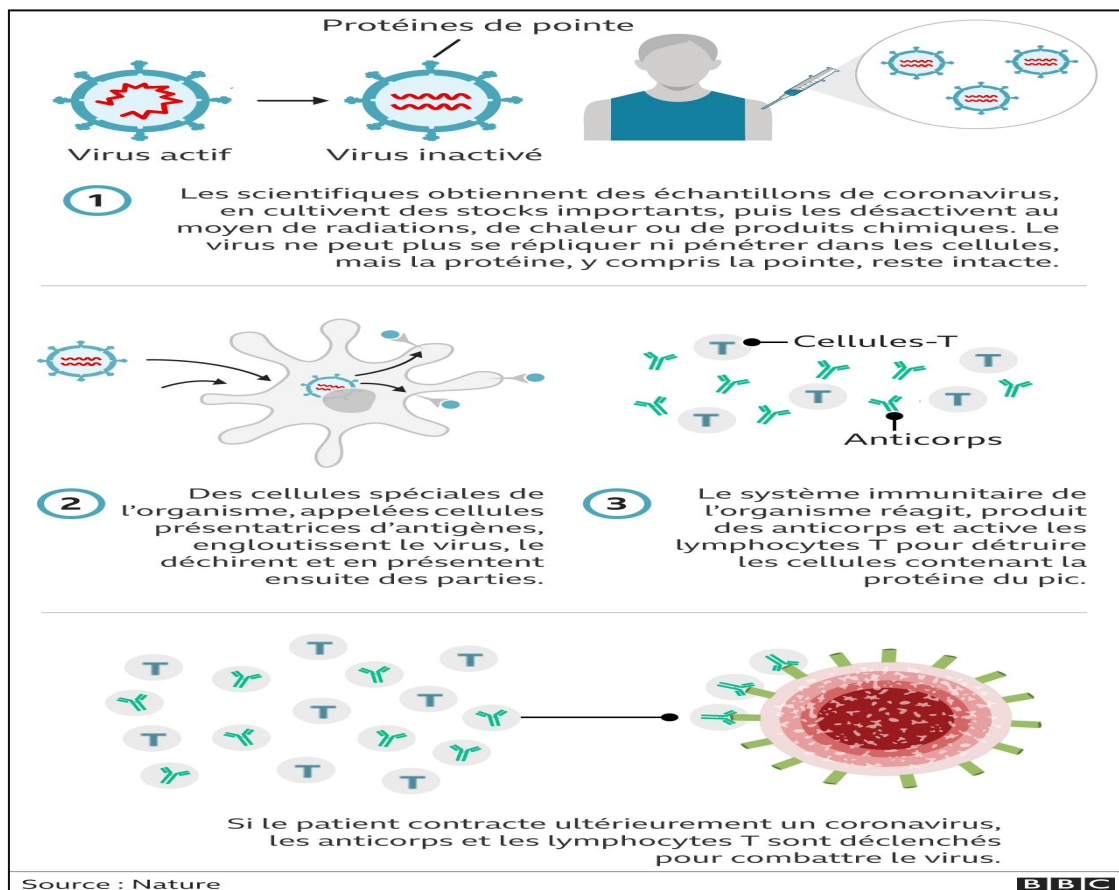 Protéines de pointe
Virus actif
Virus inactivé
1
Les scientifiques obtiennent des échantillons de coronavirus,
en cultivent des stocks importants, puis les désactivent au
moyen de radiations, de chaleur ou de produits chimiques. Le
virus ne peut plus se répliquer ni pénétrer dans les cellules,
mais la protéine, y compris la pointe, reste intacte.
2
Des cellules spéciales de
l'organisme, appelées cellules
présentatrices d'antigènes,
engloutissent le virus, le
déchirent et en présentent
ensuite des parties.
T
T
T
T
T
Cellules-T
Anticorps
3
Le système immunitaire de
l'organisme réagit, produit
des anticorps et active les
lymphocytes T pour détruire
les cellules contenant la
protéine du pic.
T
T
T
T
T
T
T
T
Si le patient contracte ultérieurement un coronavirus,
les anticorps et les lymphocytes T sont déclenchés
pour combattre le virus.
Source : Nature
BBC